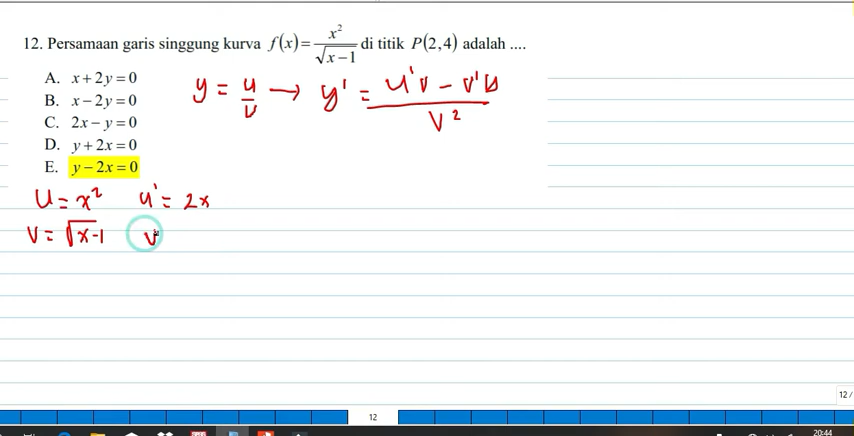 12. Persamaan garis singgung kurva f(x)=x²/√x−1 di titik P(2,4) adalah ....
A. x+2y=0
B. x−2y=0
C. 2x−y=0
D. y+2x=0
E. y−2x=0
y = u/v → y' = u'v − v'u/v²
u = x² u' = 2x
v = √x-1 v
12/
12
20:44